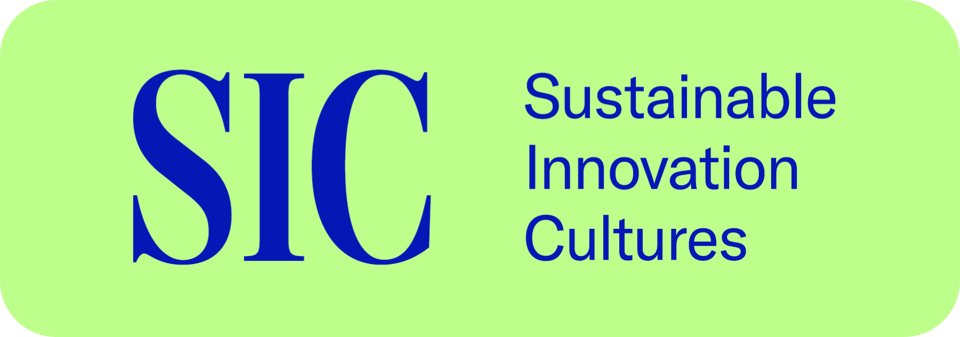 SIC
Sustainable
Innovation
Cultures